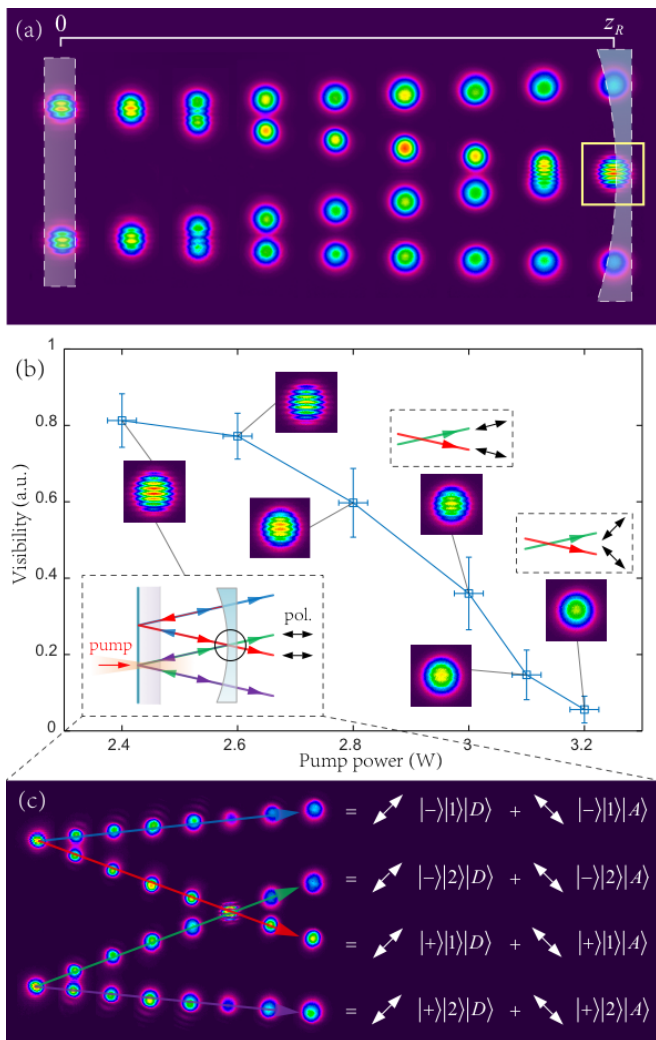 (a)
0
z_R
(b)
1
0.8
0.6
0.4
0.2
0
Visibility (a.u.)
pump
pol.
2.4
2.6
2.8
3
3.2
Pump power (W)
(c)
= |−⟩|1⟩|D⟩ + |−⟩|1⟩|A⟩
= |−⟩|2⟩|D⟩ + |−⟩|2⟩|A⟩
= |+⟩|1⟩|D⟩ + |+⟩|1⟩|A⟩
= |+⟩|2⟩|D⟩ + |+⟩|2⟩|A⟩